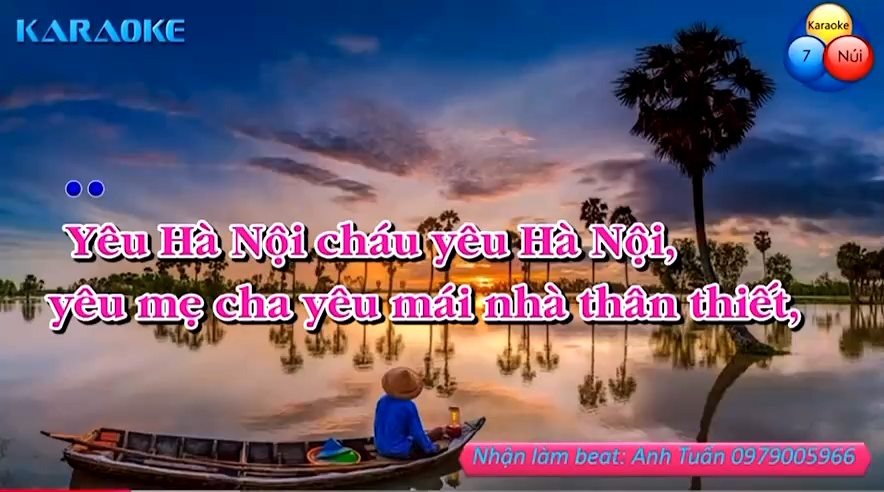 KARAOKE
Karaoke
7 Núi
Yêu Hà Nội cháu yêu Hà Nội,
yêu mẹ cha yêu mái nhà thân thiết,
Nhận làm beat: Anh Tuấn 0979005966